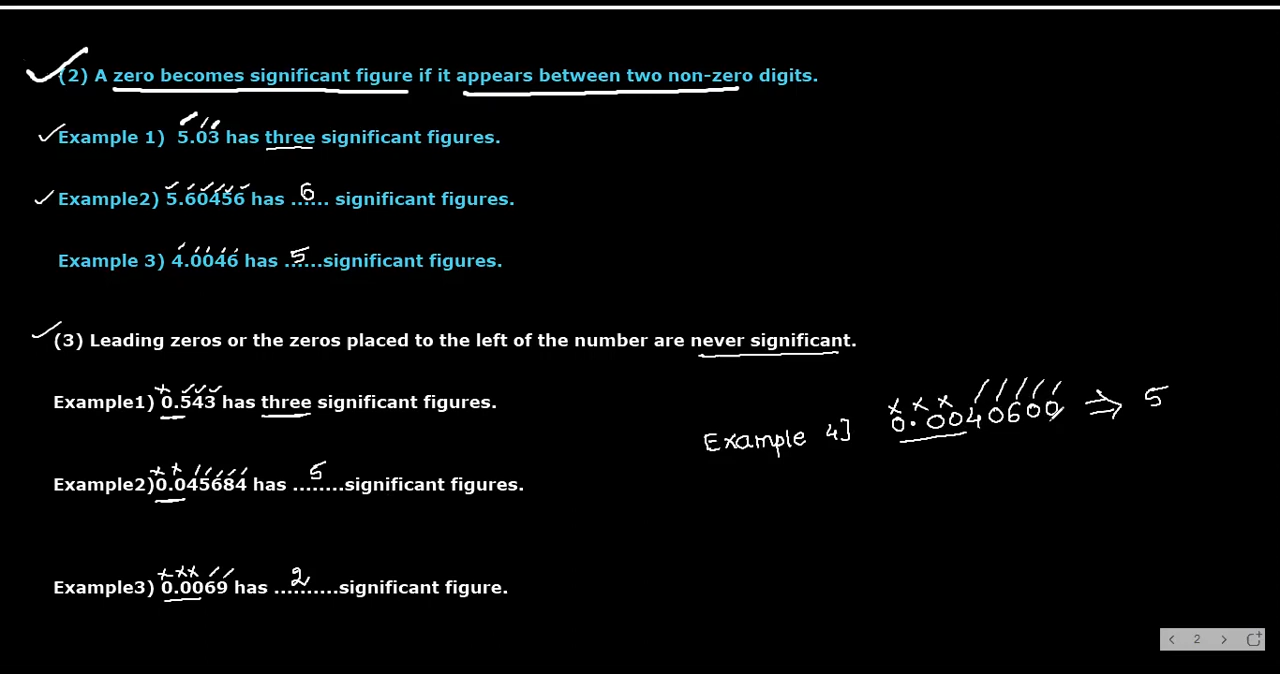 (2) A zero becomes significant figure if it appears between two non-zero digits.
Example 1) 5.03 has three significant figures.
Example2) 5.60456 has ...6... significant figures.
Example 3) 4.0046 has ...5...significant figures.
(3) Leading zeros or the zeros placed to the left of the number are never significant.
Example1) 0.543 has three significant figures.
Example 4] 0.0040600 ⇒ 5
Example2)0.045684 has ....5....significant figures.
Example3) 0.0069 has ....2......significant figure.
2